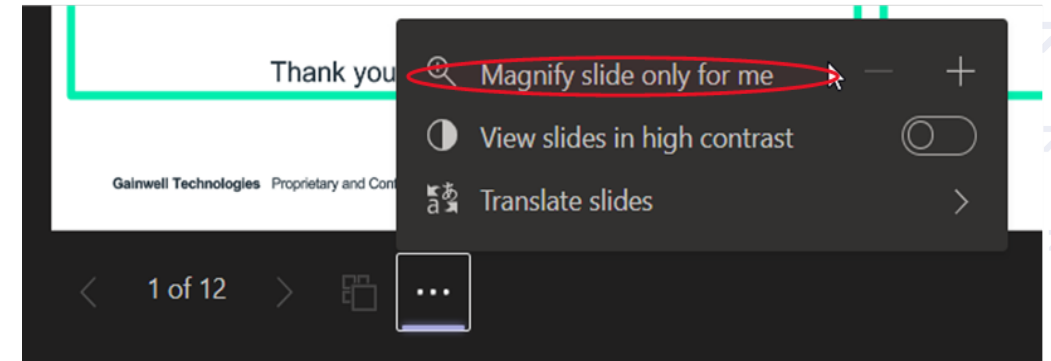 Thank you
Magnify slide only for me
View slides in high contrast
Gainwell Technologies Proprietary and Conf
Translate slides
1 of 12